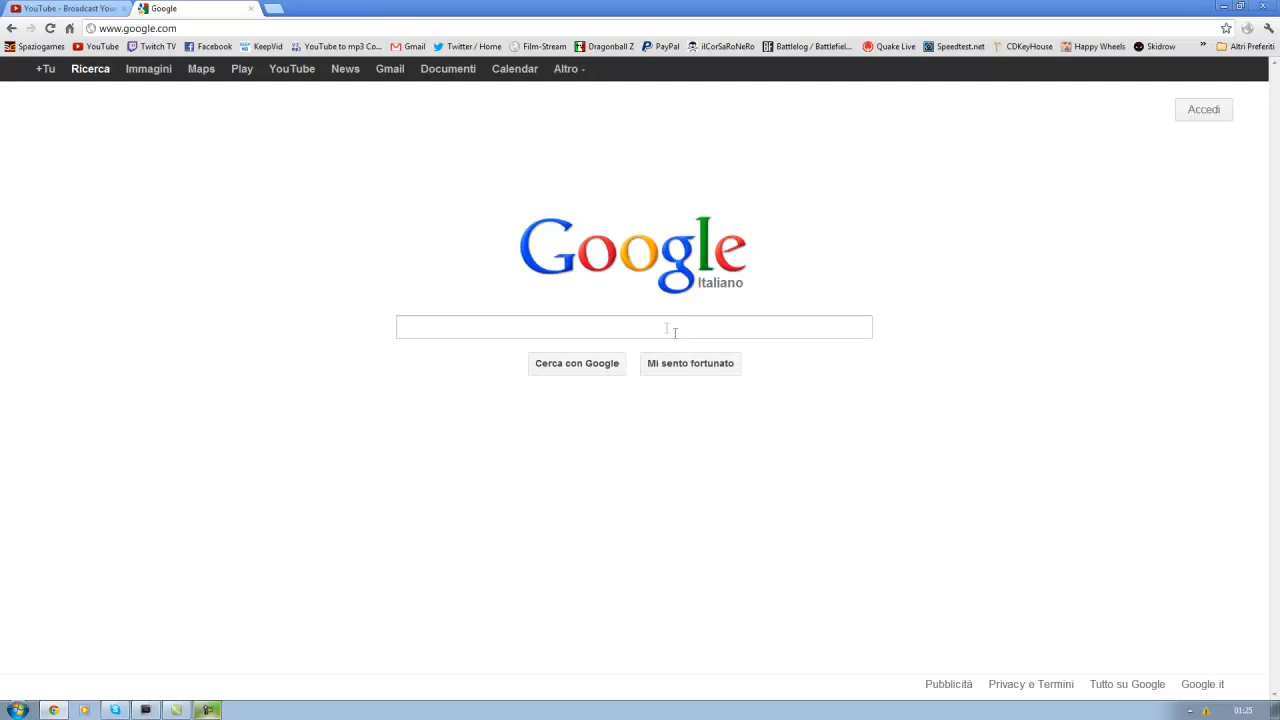 YouTube - Broadcast Your
Google
www.google.com
Spaziogames YouTube Twitch TV Facebook KeepVid YouTube to mp3 Co... Gmail Twitter / Home Film-Stream Dragonball Z PayPal ilCorSaRoNeRo Battlelog / Battlefiel... Quake Live Speedtest.net CDKeyHouse Happy Wheels Skidrow » Altri Preferiti
+Tu Ricerca Immagini Maps Play YouTube News Gmail Documenti Calendar Altro
Accedi
Google
Italiano
Cerca con Google Mi sento fortunato
Pubblicità Privacy e Termini Tutto su Google Google.it
01:25